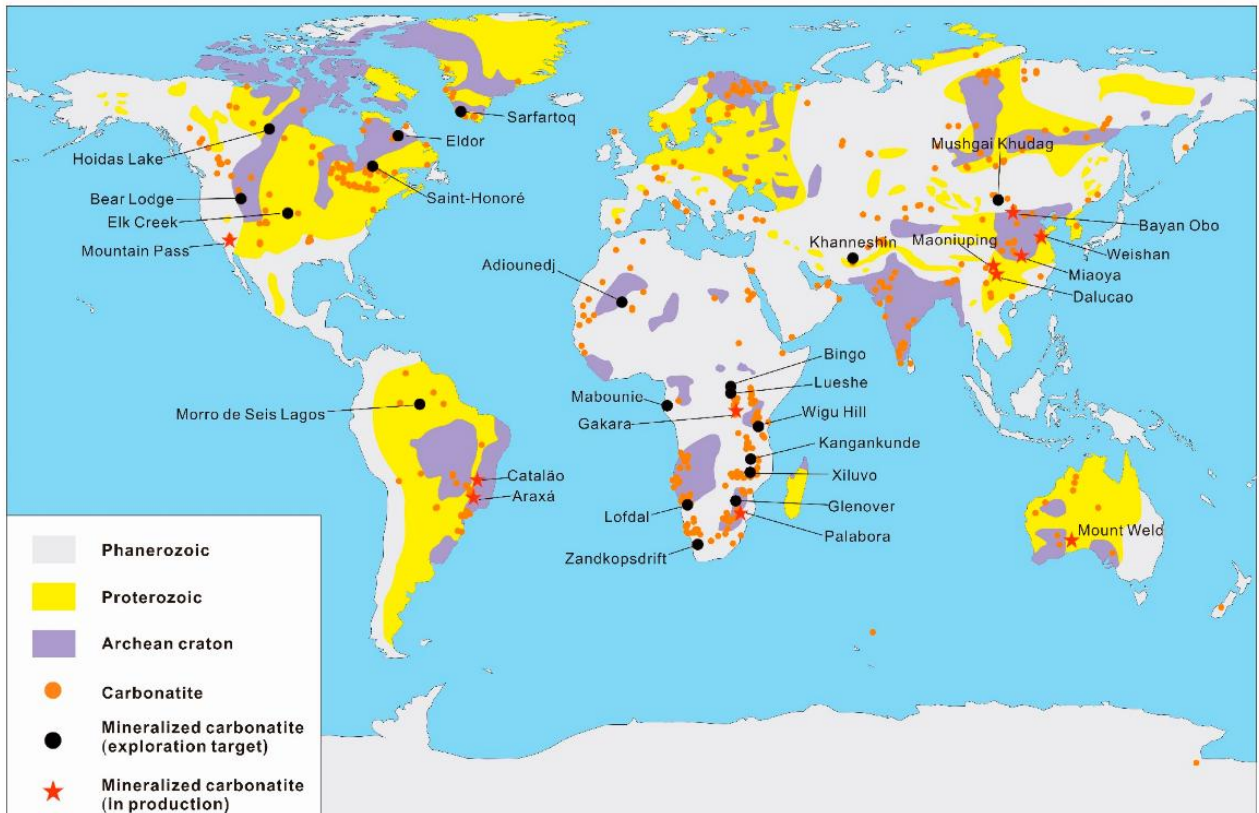 Sarfartoq
Eldor
Hoidas Lake
Mushgai Khudag
Bear Lodge
Saint-Honoré
Elk Creek
Bayan Obo
Mountain Pass
Khanneshin
Maoniuping
Weishan
Adiounedj
Miaoya
Dalucao
Bingo
Lueshe
Mabounie
Morro de Seis Lagos
Wigu Hill
Gakara
Kangankunde
Catalão
Xiluvo
Araxá
Glenover
Lofdal
Mount Weld
Palabora
Zandkopsdrift
Phanerozoic
Proterozoic
Archean craton
Carbonatite
Mineralized carbonatite
(exploration target)
Mineralized carbonatite
(in production)